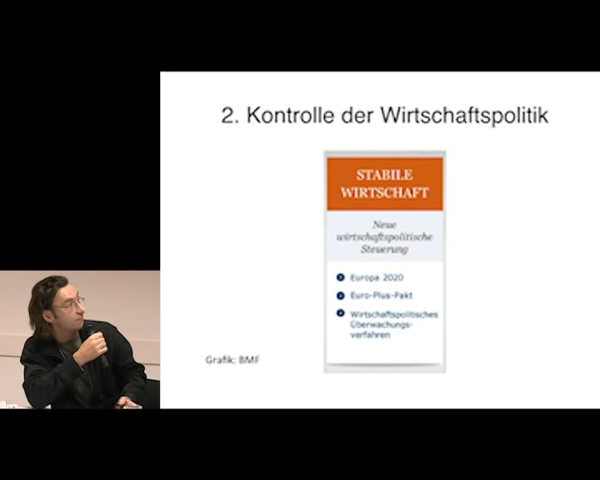 2. Kontrolle der Wirtschaftspolitik
STABILE
WIRTSCHAFT
Neue
wirtschaftspolitische
Steuerung
Europa 2020
Euro-Plus-Pakt
Wirtschaftspolitisches
Überwachungs-
verfahren
Grafik: BMF